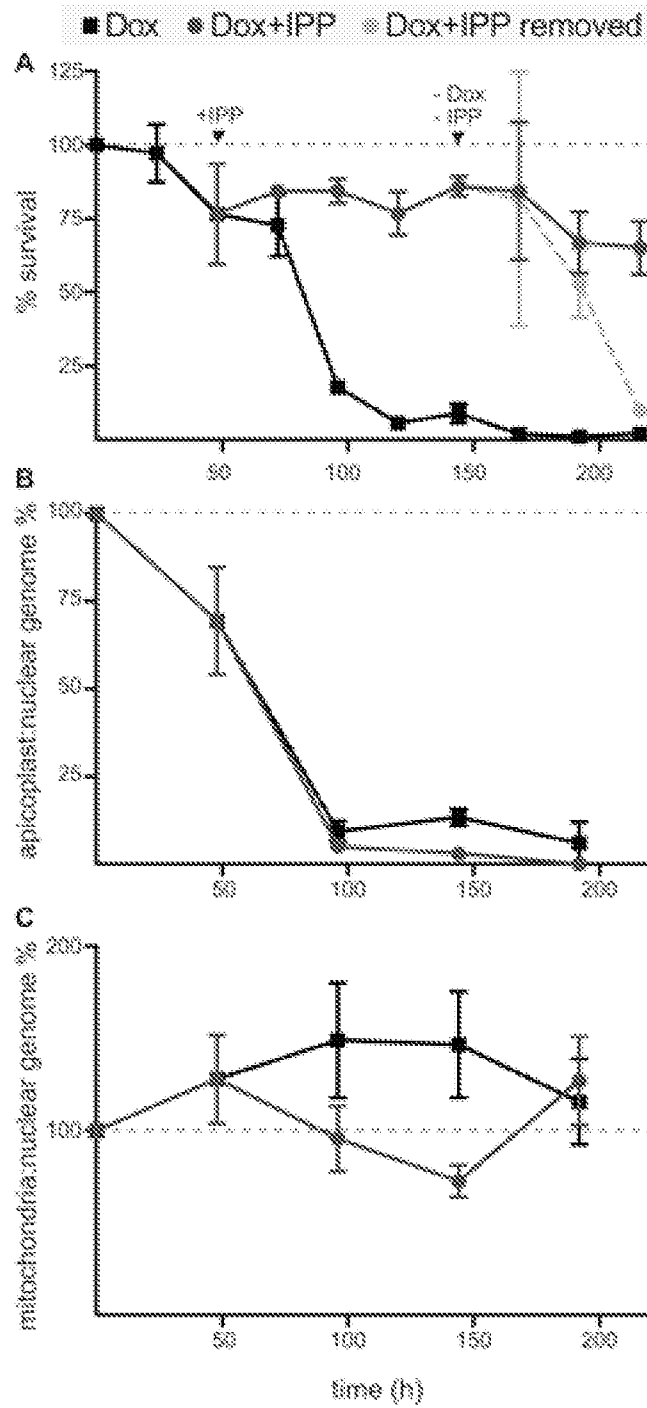 Dox Dox+IPP Dox+IPP removed
A
125
100
75
50
25
+IPP
- Dox
- IPP
% survival
50 100 150 200
B
100
75
50
25
apicoplast:nuclear genome %
50 100 150 200
C
200
100
mitochondria:nuclear genome %
50 100 150 200
time (h)